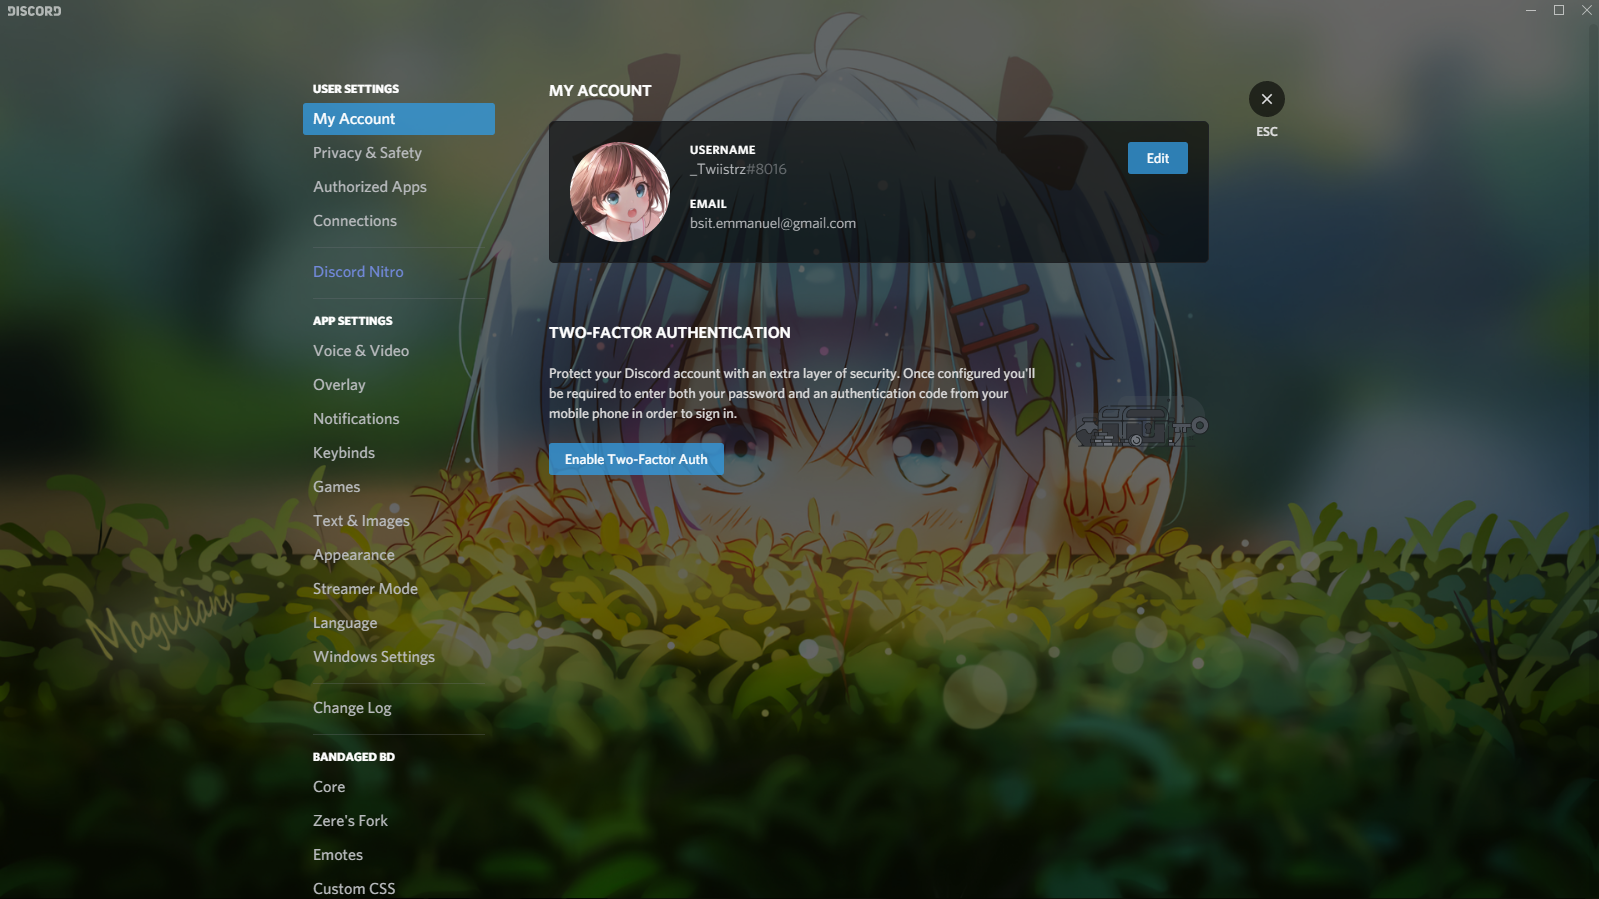 DISCORD
USER SETTINGS
My Account
Privacy & Safety
Authorized Apps
Connections
Discord Nitro
APP SETTINGS
Voice & Video
Overlay
Notifications
Keybinds
Games
Text & Images
Appearance
Streamer Mode
Language
Windows Settings
Change Log
BANDAGED BD
Core
Zere's Fork
Emotes
Custom CSS
MY ACCOUNT
USERNAME
_Twiistrz#8016
EMAIL
bsit.emmanuel@gmail.com
Edit
ESC
TWO-FACTOR AUTHENTICATION
Protect your Discord account with an extra layer of security. Once configured you'll
be required to enter both your password and an authentication code from your
mobile phone in order to sign in.
Enable Two-Factor Auth
Magicians